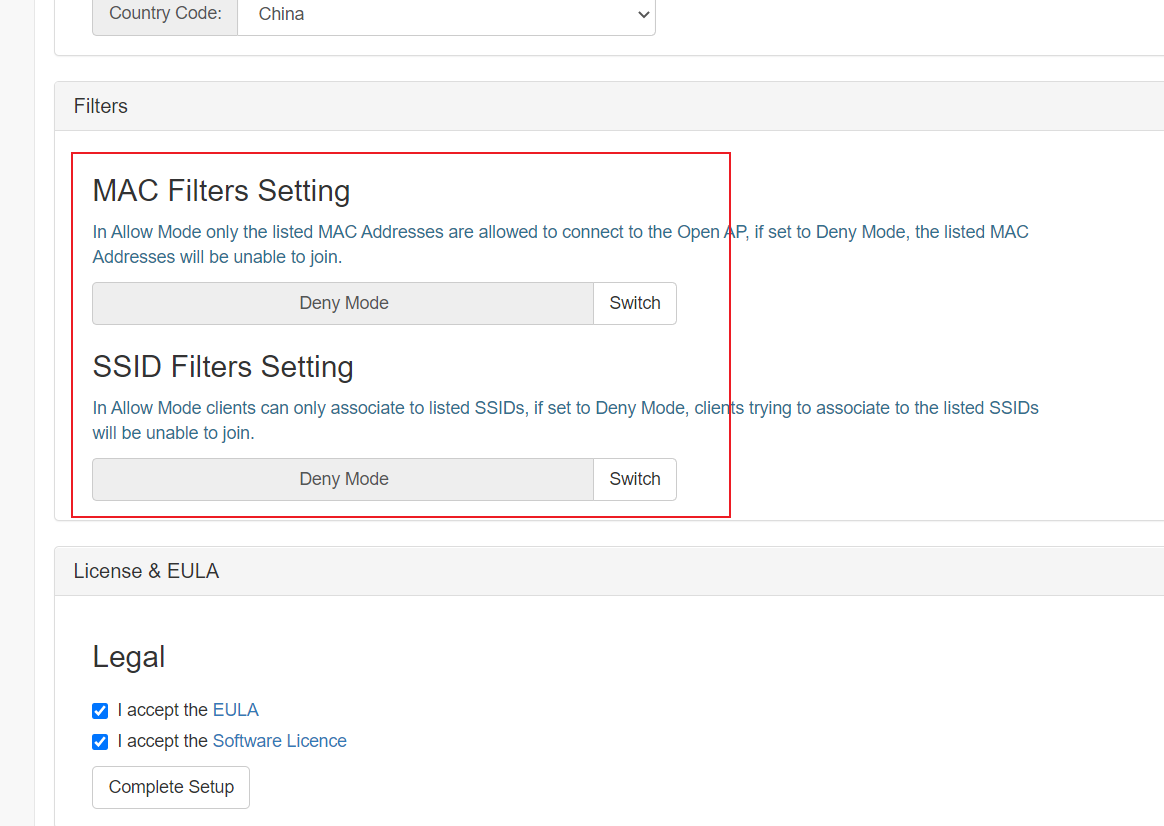 Country Code:
China
Filters
MAC Filters Setting
In Allow Mode only the listed MAC Addresses are allowed to connect to the Open AP, if set to Deny Mode, the listed MAC
Addresses will be unable to join.
Deny Mode
Switch
SSID Filters Setting
In Allow Mode clients can only associate to listed SSIDs, if set to Deny Mode, clients trying to associate to the listed SSIDs
will be unable to join.
Deny Mode
Switch
License & EULA
Legal
I accept the EULA
I accept the Software Licence
Complete Setup